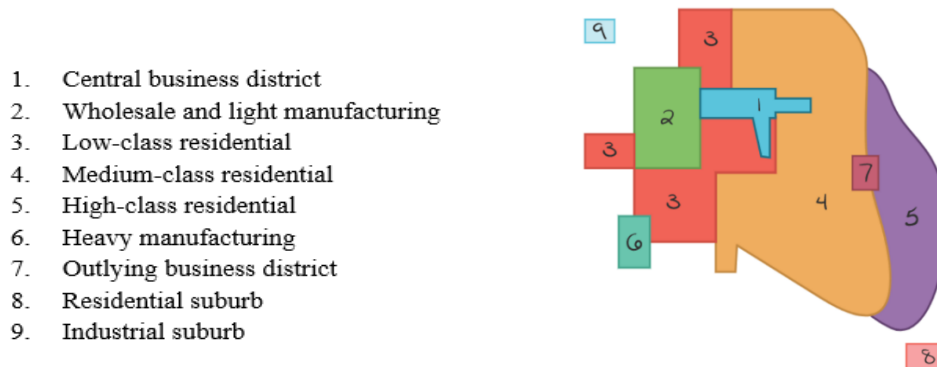 1. Central business district
2. Wholesale and light manufacturing
3. Low-class residential
4. Medium-class residential
5. High-class residential
6. Heavy manufacturing
7. Outlying business district
8. Residential suburb
9. Industrial suburb
9
3
1
2
3
7
3
4
5
6
8